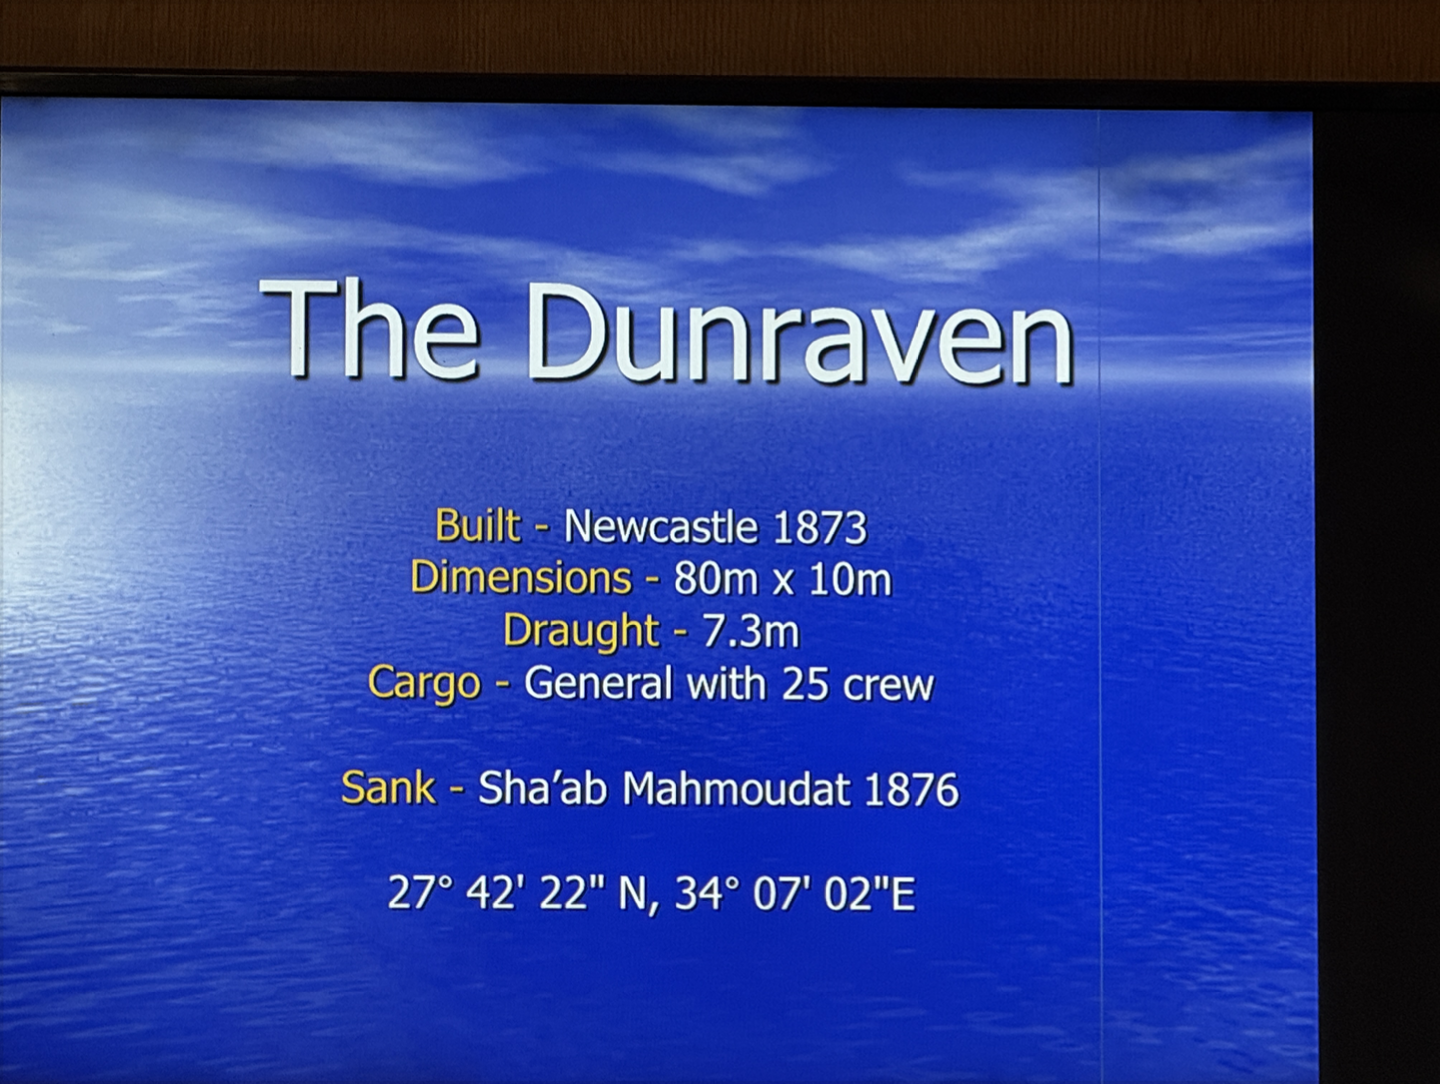 The Dunraven
Built - Newcastle 1873
Dimensions - 80m x 10m
Draught - 7.3m
Cargo - General with 25 crew
Sank - Sha’ab Mahmoudat 1876
27° 42' 22" N, 34° 07' 02"E